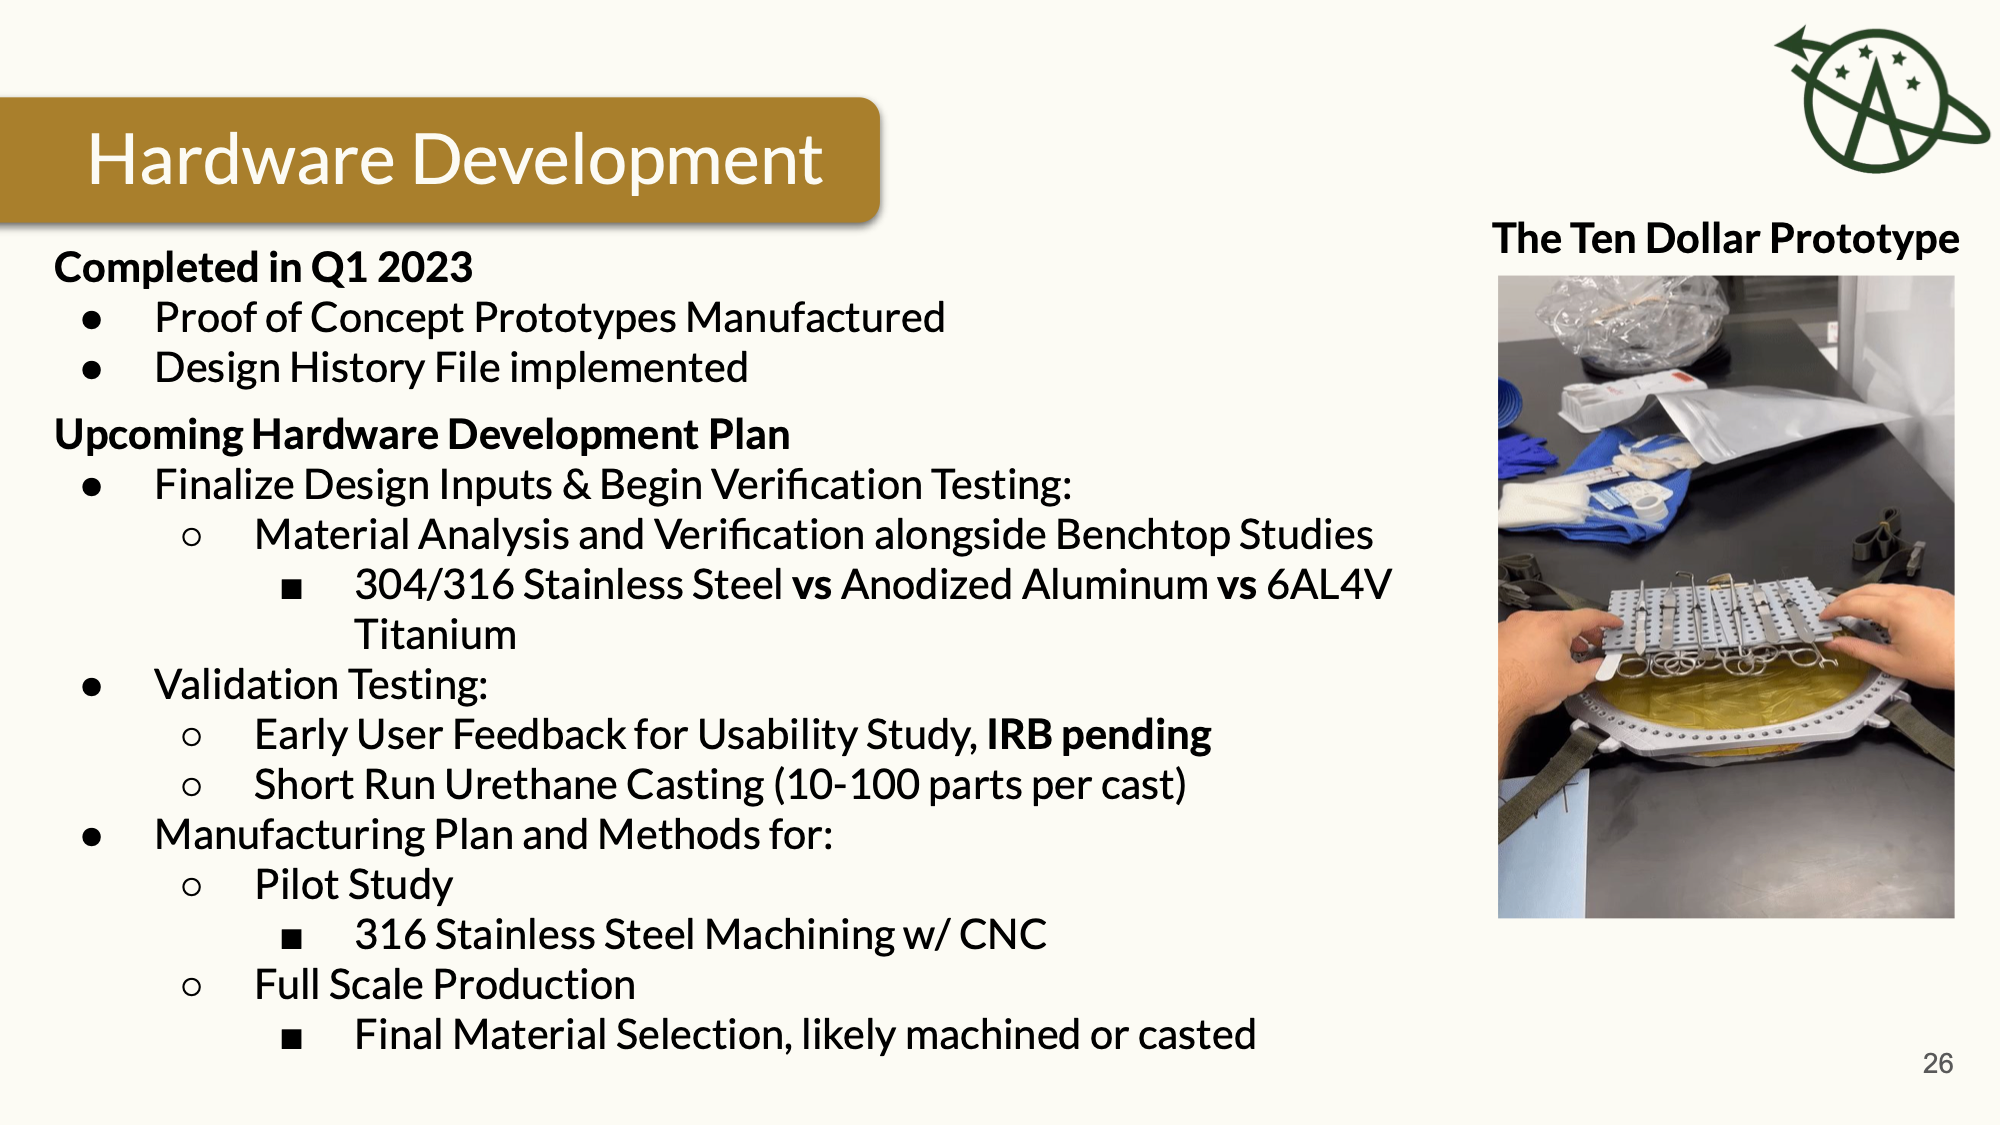 Hardware Development
The Ten Dollar Prototype
Completed in Q1 2023
● Proof of Concept Prototypes Manufactured
● Design History File implemented
Upcoming Hardware Development Plan
● Finalize Design Inputs & Begin Verification Testing:
○ Material Analysis and Verification alongside Benchtop Studies
■ 304/316 Stainless Steel vs Anodized Aluminum vs 6AL4V
Titanium
● Validation Testing:
○ Early User Feedback for Usability Study, IRB pending
○ Short Run Urethane Casting (10-100 parts per cast)
● Manufacturing Plan and Methods for:
○ Pilot Study
■ 316 Stainless Steel Machining w/ CNC
○ Full Scale Production
■ Final Material Selection, likely machined or casted
26